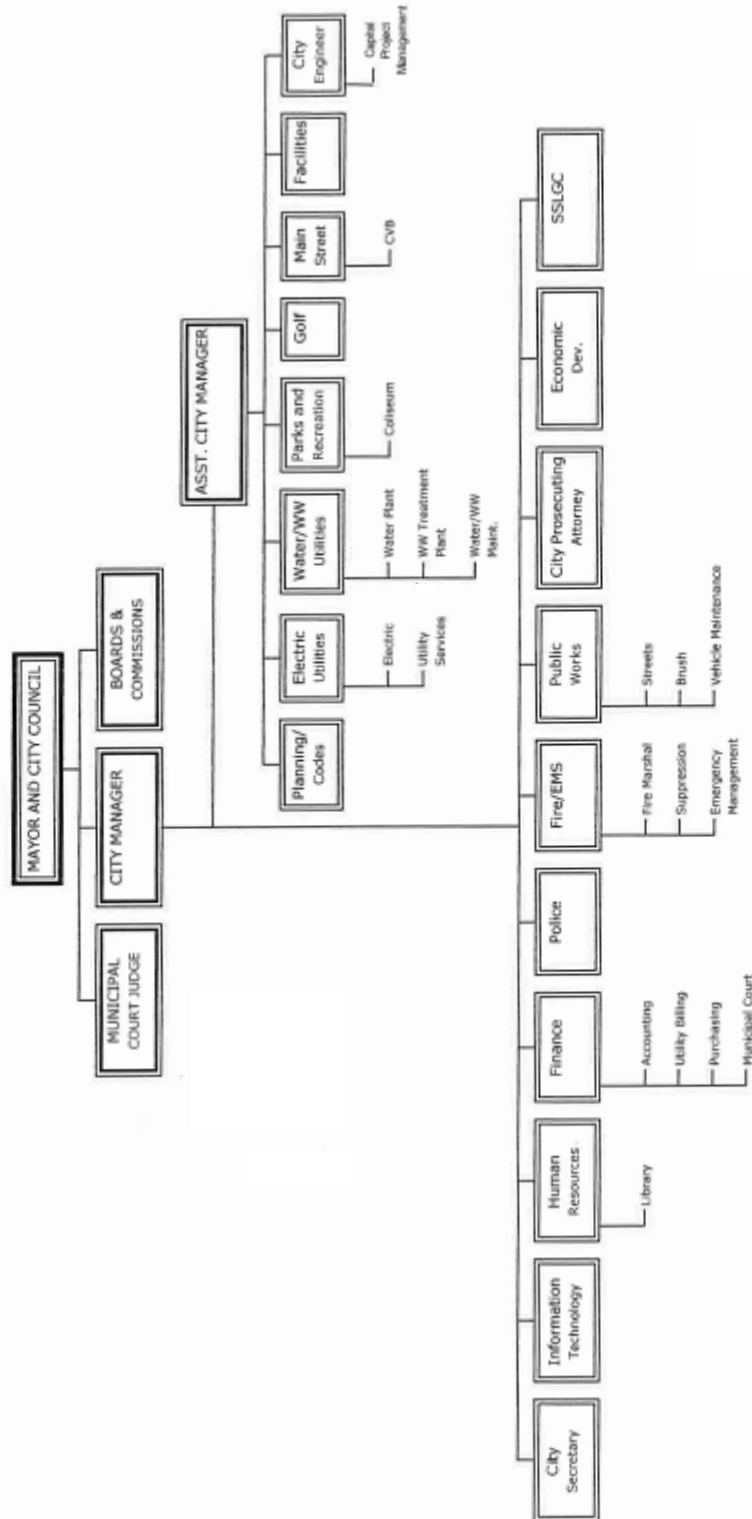 MAYOR AND CITY COUNCIL
MUNICIPAL
COURT JUDGE
CITY MANAGER
BOARDS &
COMMISSIONS
ASST. CITY MANAGER
Planning/
Codes
Electric
Utilities
Electric
Utility
Services
Water/WW
Utilities
Water Plant
WW Treatment
Plant
Water/WW
Maint.
Parks and
Recreation
Coliseum
Golf
Main
Street
CVB
Facilities
City
Engineer
Capital
Project
Management
City
Secretary
Information
Technology
Human
Resources
Library
Finance
Accounting
Utility Billing
Purchasing
Municipal Court
Police
Fire/EMS
Fire Marshal
Suppression
Emergency
Management
Public
Works
Streets
Brush
Vehicle Maintenance
City Prosecuting
Attorney
Economic
Dev.
SSLGC